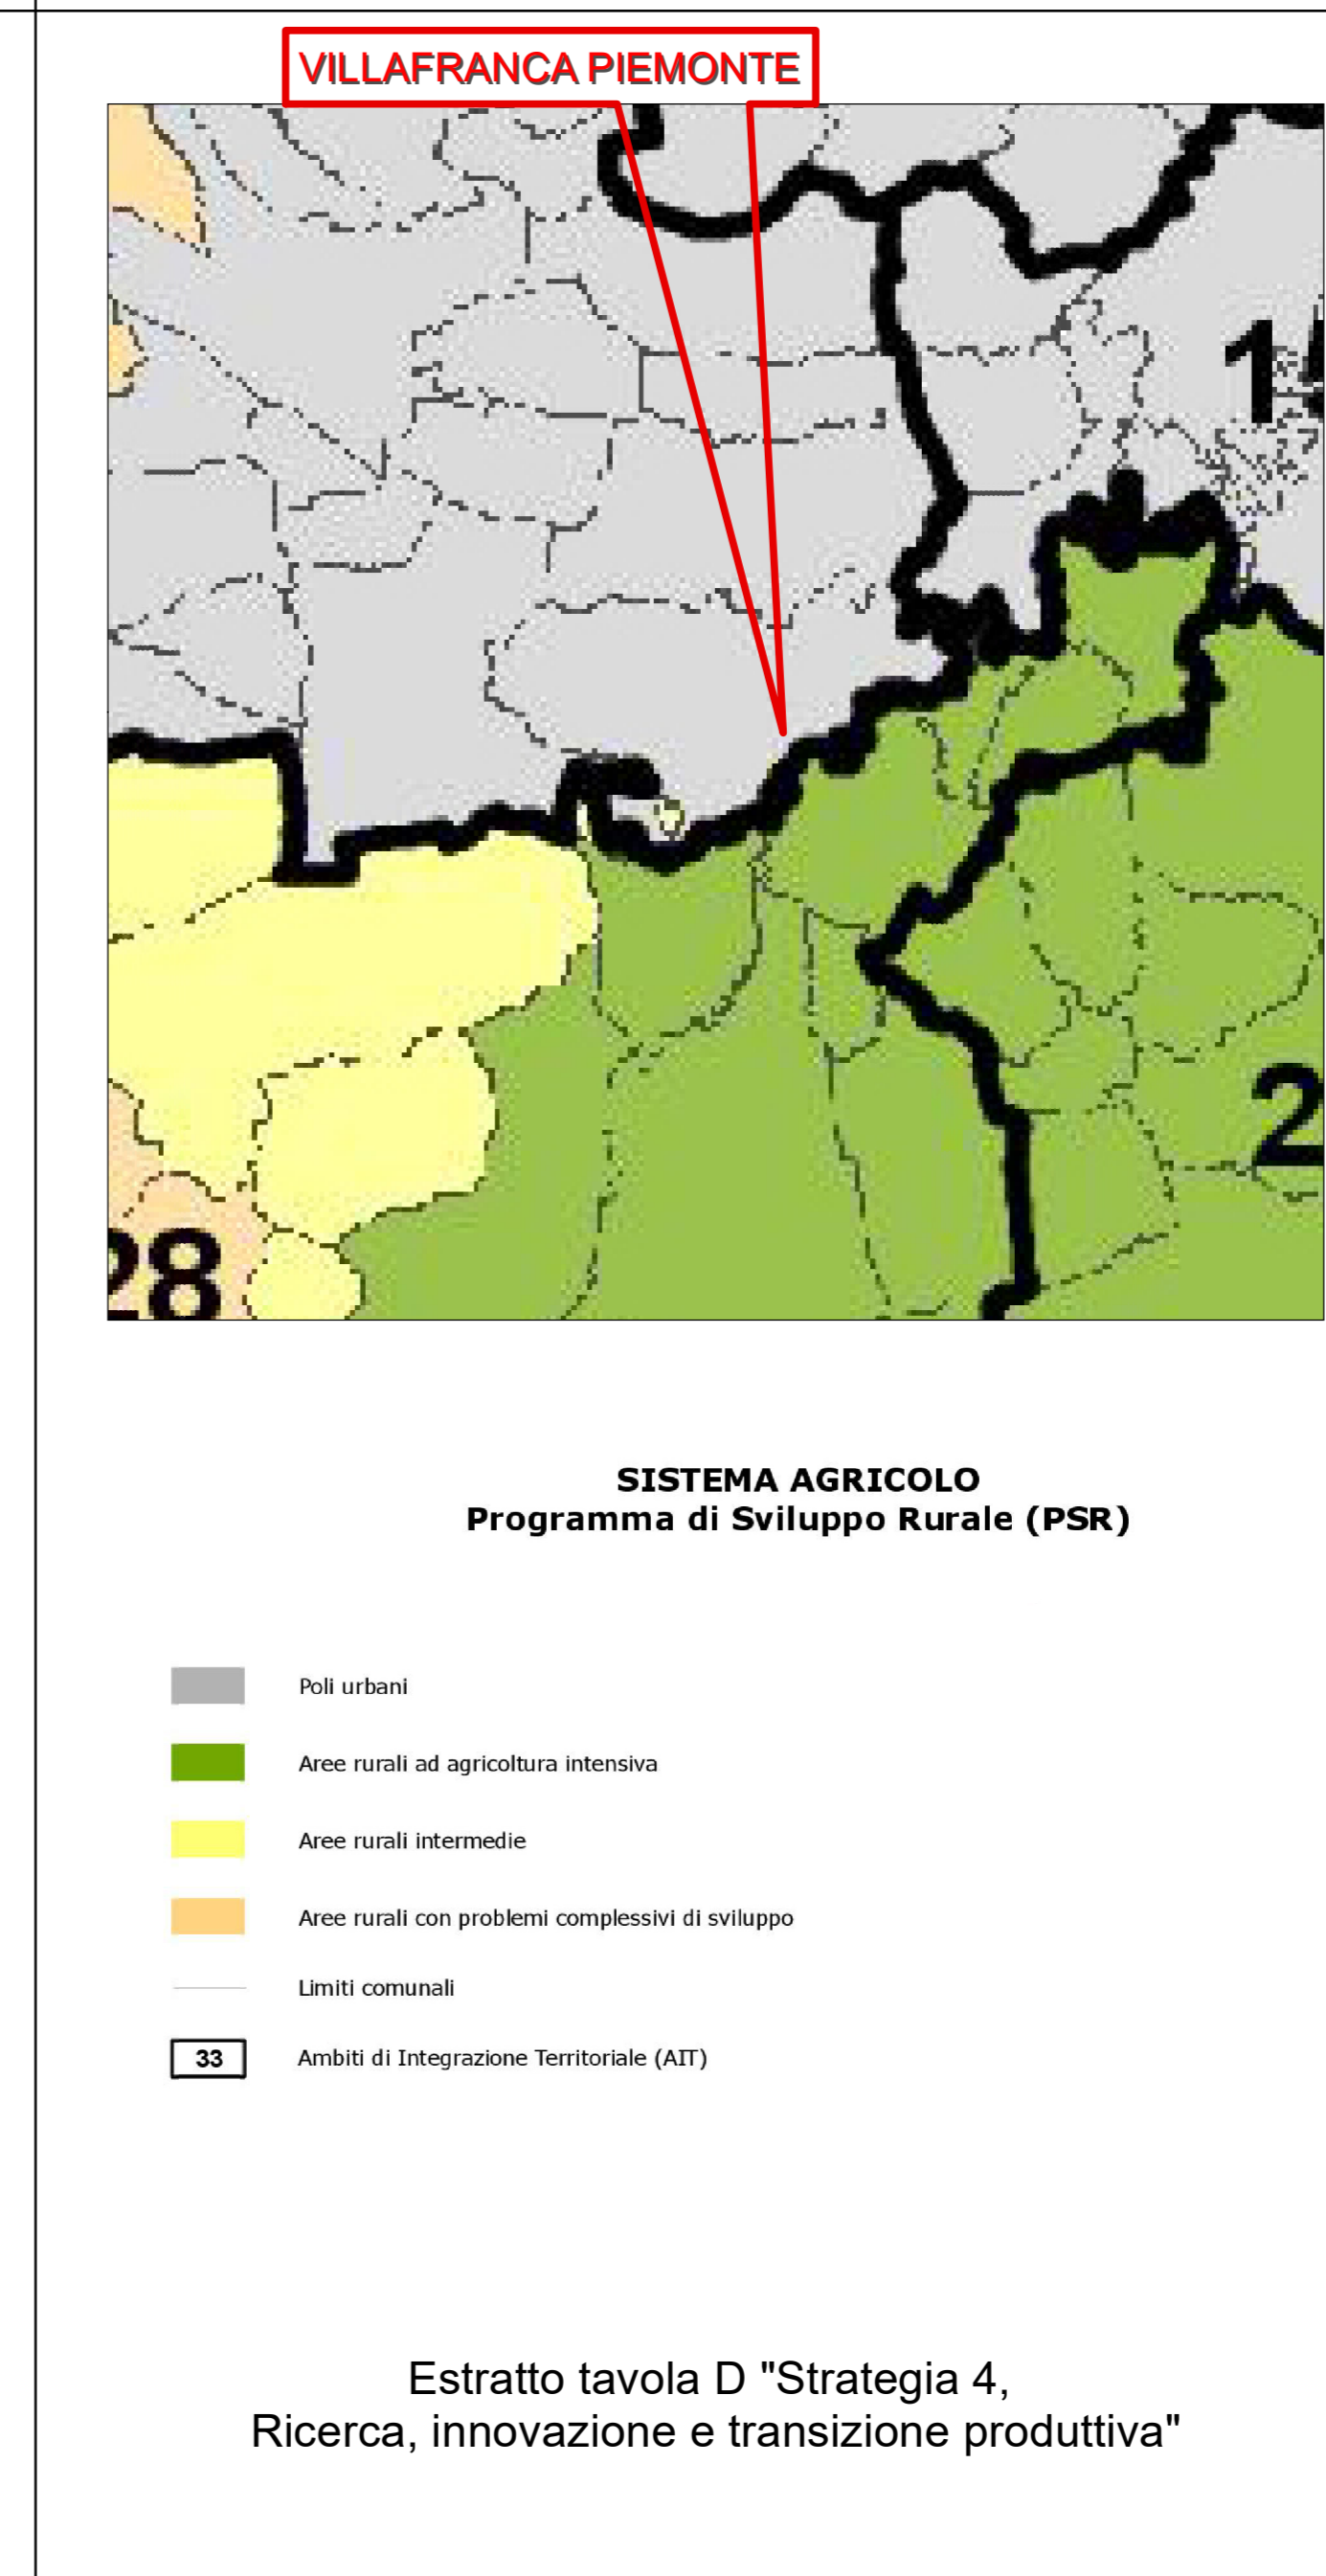 VILLAFRANCA PIEMONTE
1
2
28
SISTEMA AGRICOLO
Programma di Sviluppo Rurale (PSR)
Poli urbani
Aree rurali ad agricoltura intensiva
Aree rurali intermedie
Aree rurali con problemi complessivi di sviluppo
Limiti comunali
33 Ambiti di Integrazione Territoriale (AIT)
Estratto tavola D "Strategia 4,
Ricerca, innovazione e transizione produttiva"